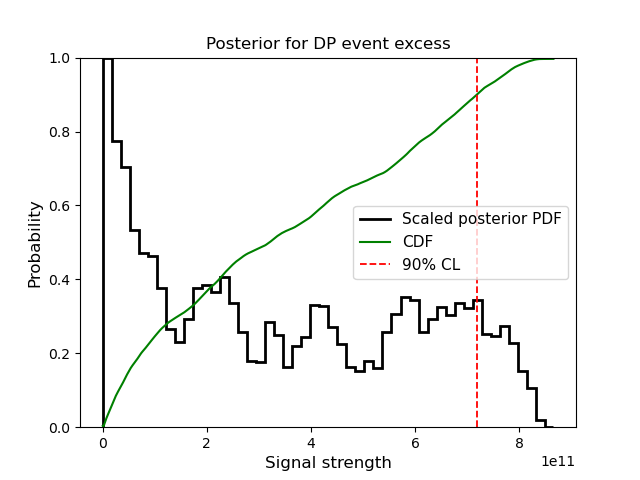 Posterior for DP event excess
1.0
0.8
0.6
0.4
0.2
0.0
Probability
Scaled posterior PDF
CDF
90% CL
0 2 4 6 8
1e11
Signal strength